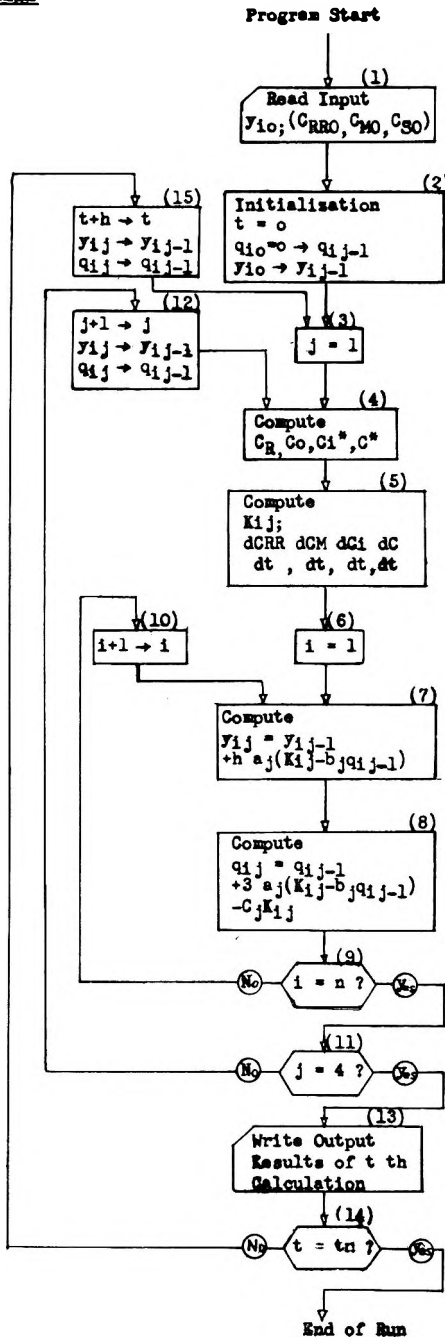 Program Start
(1)
Read Input
yio; (CRRO, CMO, CSO)
(2)
Initialization
t = o
qio=o → qij-1
yio → yij-1
(15)
t+h → t
yij → yij-1
qij → qij-1
(12)
j+1 → j
yij → yij-1
qij → qij-1
(3)
j = 1
(4)
Compute
CR, Co, Ci*, C*
(5)
Compute
Kij;
dCRR dCM dCi dC
dt , dt, dt, dt
(6)
i = 1
(10)
i+1 → i
(7)
Compute
yij = yij-1
+h aj(Kij-bjqij-1)
(8)
Compute
qij = qij-1
+3 aj(Kij-bjqij-1)
-CjKij
(9)
No i = n ? yes
(11)
No j = 4 ? yes
(13)
Write Output
Results of t th
Calculation
(14)
No t = tn ? yes
End of Run